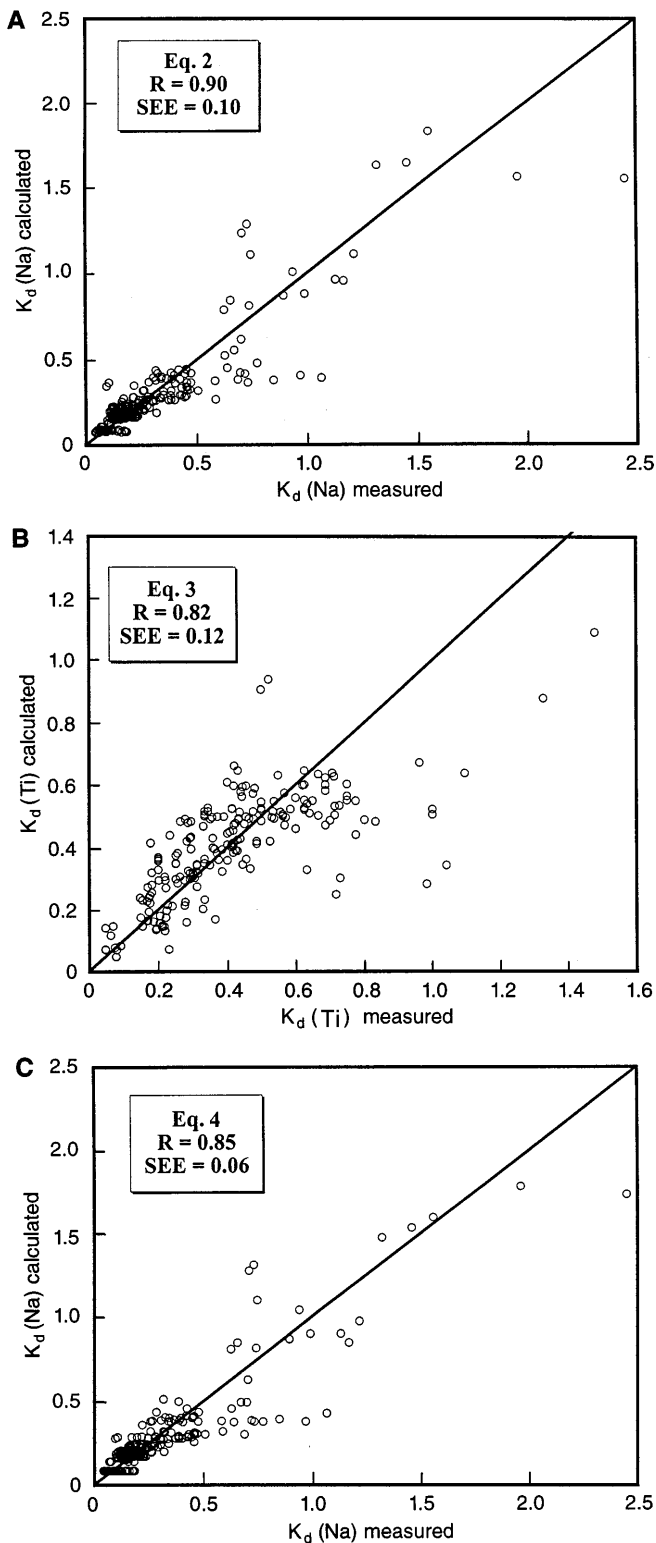 A
2.5
Eq. 2
R = 0.90
SEE = 0.10
2.0
1.5
1.0
0.5
0
Kd (Na) calculated
0 0.5 1.0 1.5 2.0 2.5
Kd (Na) measured
B
1.4
Eq. 3
R = 0.82
SEE = 0.12
1.2
1.0
0.8
0.6
0.4
0.2
0
Kd (Ti) calculated
0 0.2 0.4 0.6 0.8 1.0 1.2 1.4 1.6
Kd (Ti) measured
C
2.5
Eq. 4
R = 0.85
SEE = 0.06
2.0
1.5
1.0
0.5
0
Kd (Na) calculated
0 0.5 1.0 1.5 2.0 2.5
Kd (Na) measured